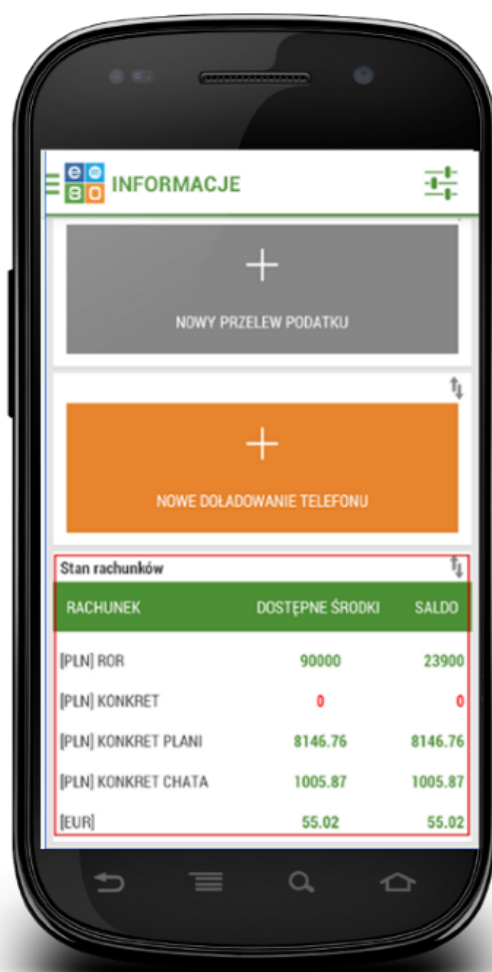 e e
B O
INFORMACJE
NOWY PRZELEW PODATKU
NOWE DOŁADOWANIE TELEFONU
Stan rachunków
RACHUNEK DOSTĘPNE ŚRODKI SALDO
[PLN] ROR 90000 23900
[PLN] KONKRET 0 0
[PLN] KONKRET PLANI 8146.76 8146.76
[PLN] KONKRET CHATA 1005.87 1005.87
[EUR] 55.02 55.02